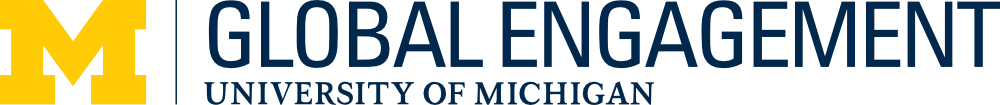 M
GLOBAL ENGAGEMENT
UNIVERSITY OF MICHIGAN